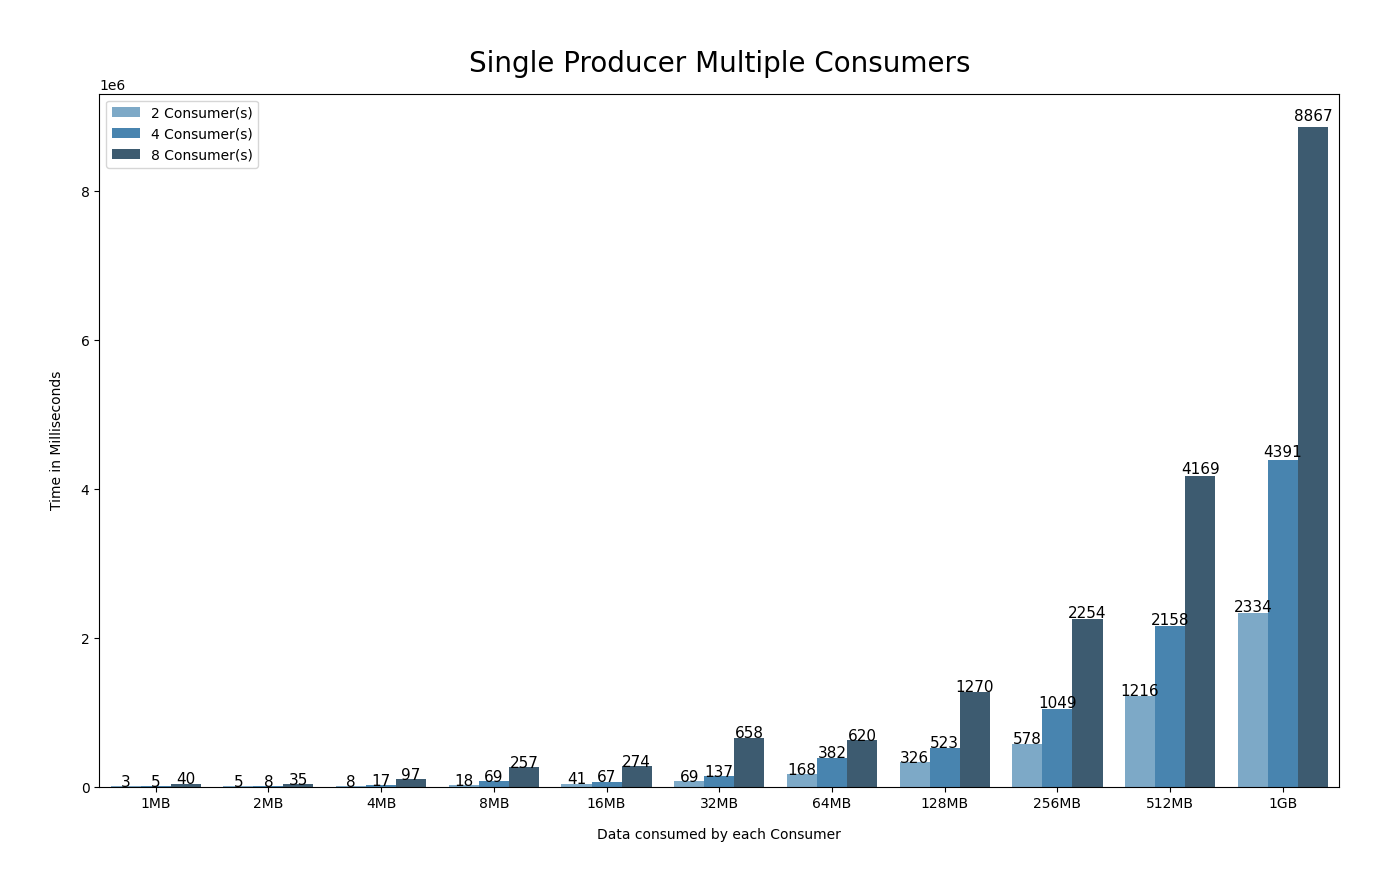 Single Producer Multiple Consumers
1e6
2 Consumer(s)
4 Consumer(s)
8 Consumer(s)
8
6
4
2
0
Time in Milliseconds
3 5 40
5 8 35
8 17 97
18 69 257
41 67 274
69 137 658
168 382 620
326 523 1270
578 1049 2254
1216 2158 4169
2334 4391 8867
1MB 2MB 4MB 8MB 16MB 32MB 64MB 128MB 256MB 512MB 1GB
Data consumed by each Consumer